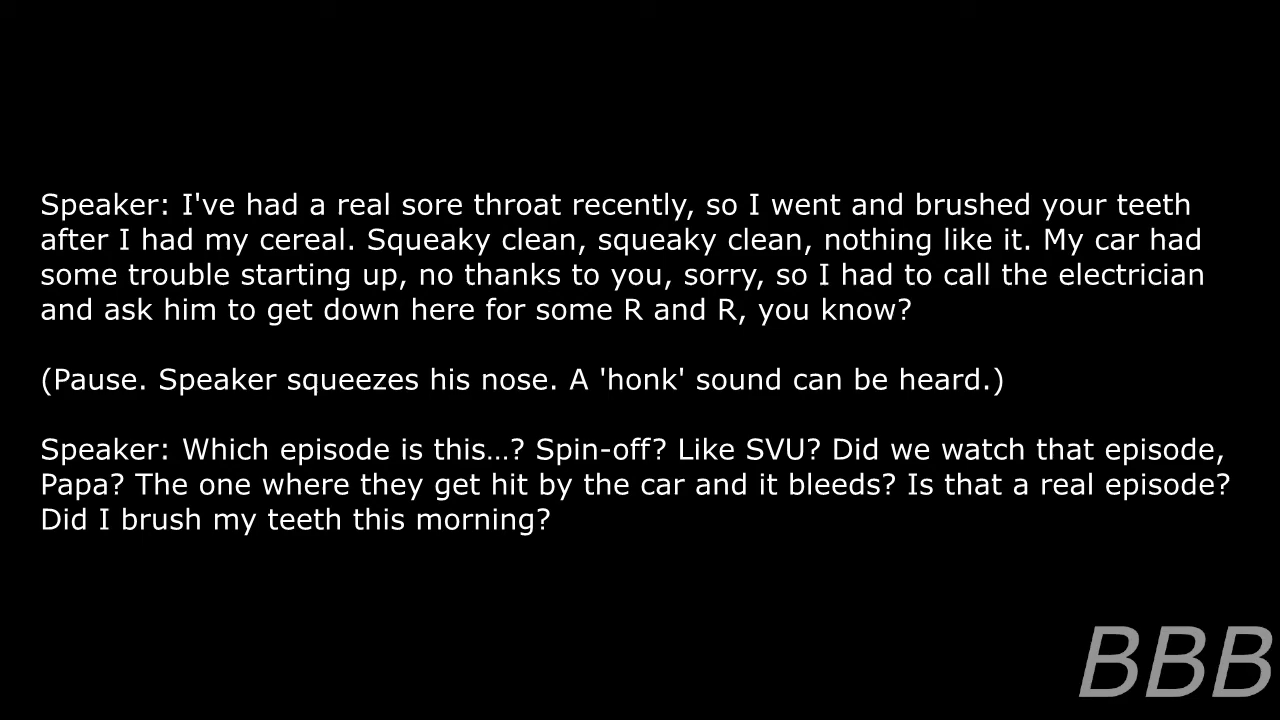 Speaker: I've had a real sore throat recently, so I went and brushed your teeth
after I had my cereal. Squeaky clean, squeaky clean, nothing like it. My car had
some trouble starting up, no thanks to you, sorry, so I had to call the electrician
and ask him to get down here for some R and R, you know?
(Pause. Speaker squeezes his nose. A 'honk' sound can be heard.)
Speaker: Which episode is this...? Spin-off? Like SVU? Did we watch that episode,
Papa? The one where they get hit by the car and it bleeds? Is that a real episode?
Did I brush my teeth this morning?
BBB